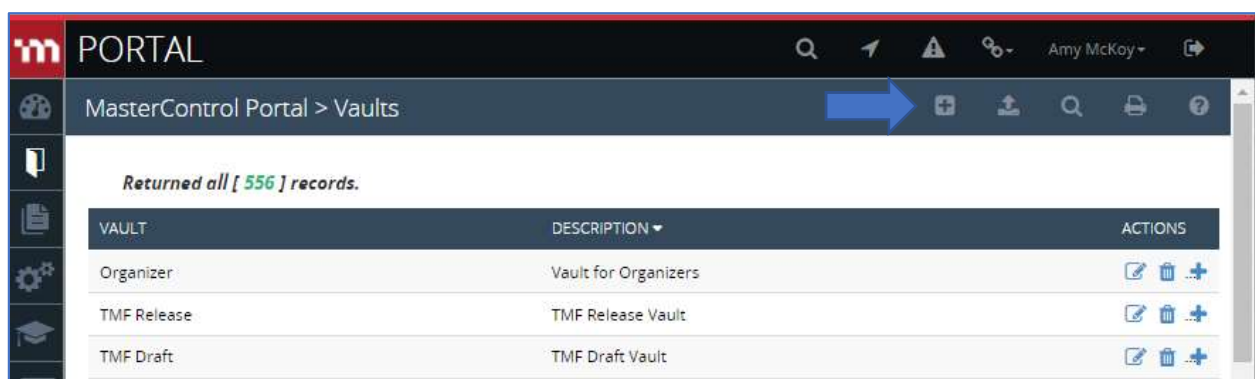 m PORTAL Amy McKoy
MasterControl Portal > Vaults
Returned all [ 556 ] records.
VAULT DESCRIPTION ACTIONS
Organizer Vault for Organizers
TMF Release TMF Release Vault
TMF Draft TMF Draft Vault